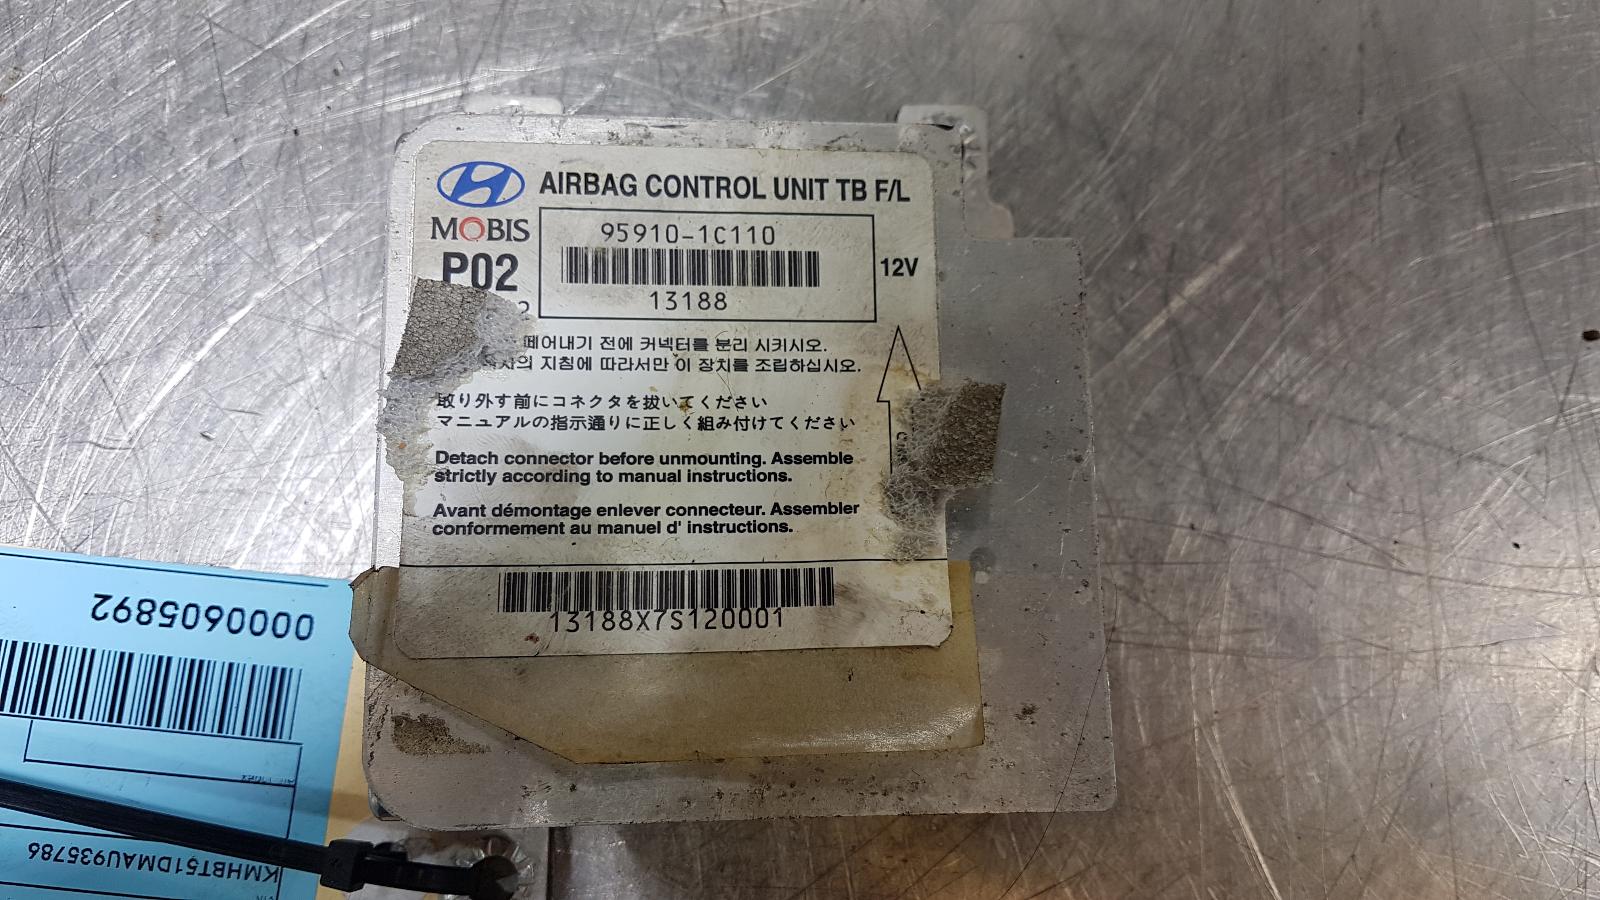 AIRBAG CONTROL UNIT TB F/L
MOBIS
95910-1C110
P02
12V
13188
떼어내기 전에 커넥터를 분리 시키시오.
지침에 따라서만 이 장치를 조립하십시오.
取り外す前にコネクタを抜いてください
マニュアルの指示通りに正しく組み付けてください
Detach connector before unmounting. Assemble
strictly according to manual instructions.
Avant démontage enlever connecteur. Assembler
conformement au manuel d' instructions.
13188X7S120001
0000605892
KMHBT51DMAU935786